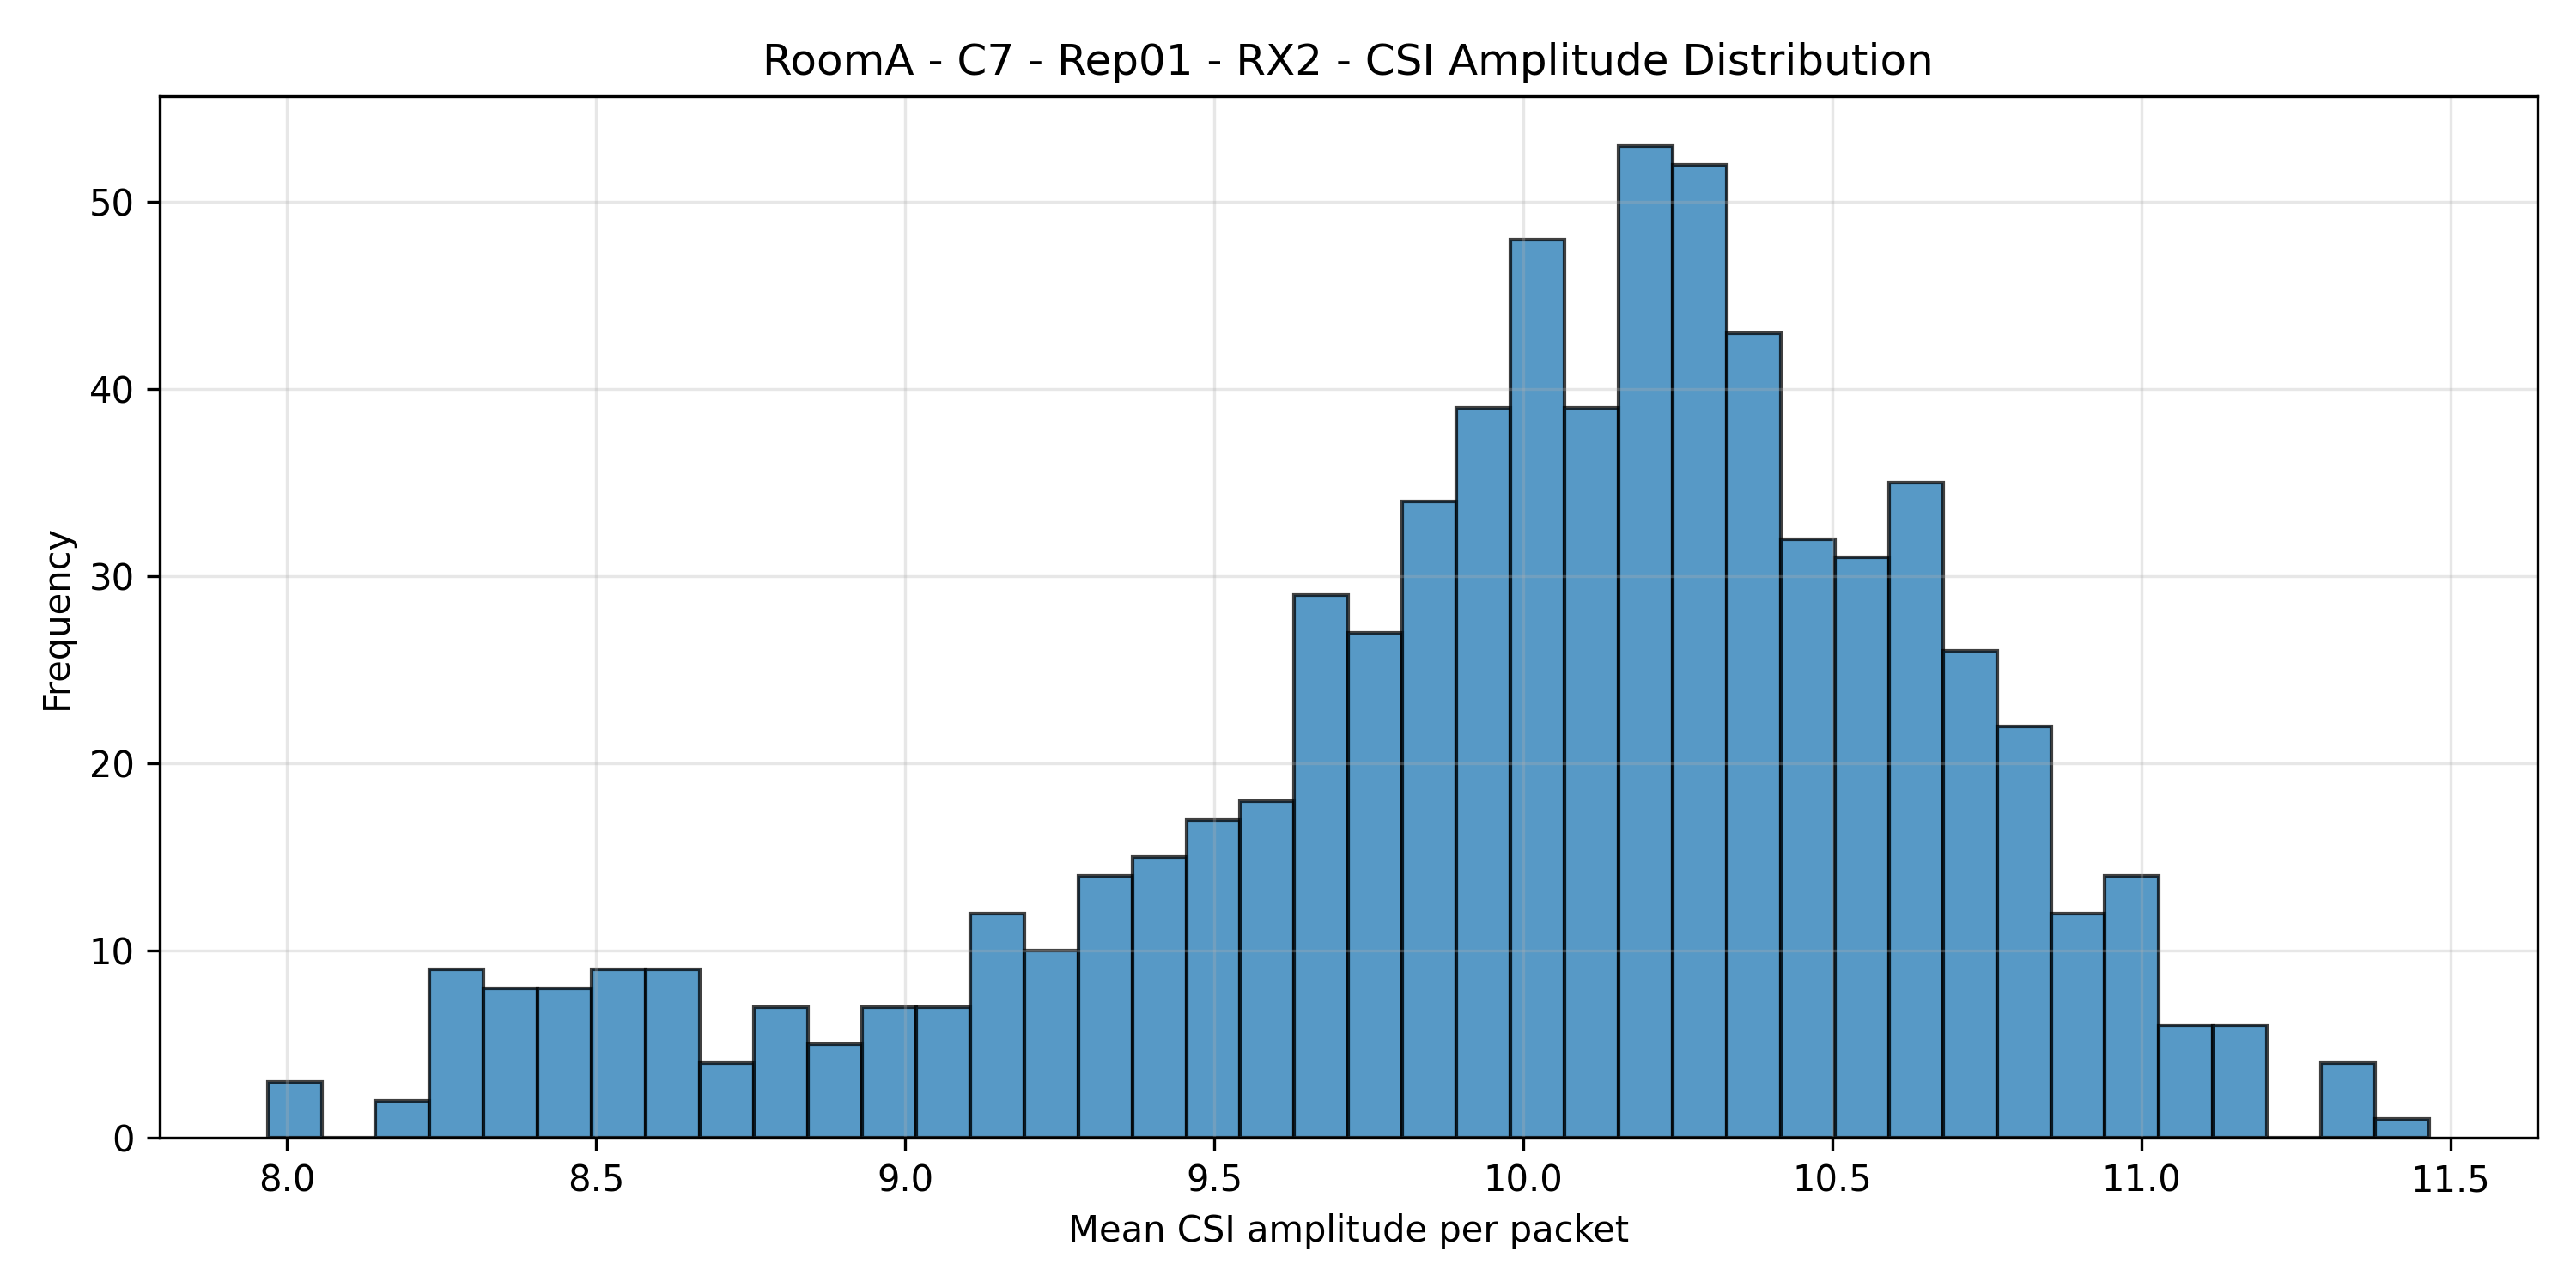 RoomA - C7 - Rep01 - RX2 - CSI Amplitude Distribution
50
40
30
20
10
0
Frequency
8.0 8.5 9.0 9.5 10.0 10.5 11.0 11.5
Mean CSI amplitude per packet